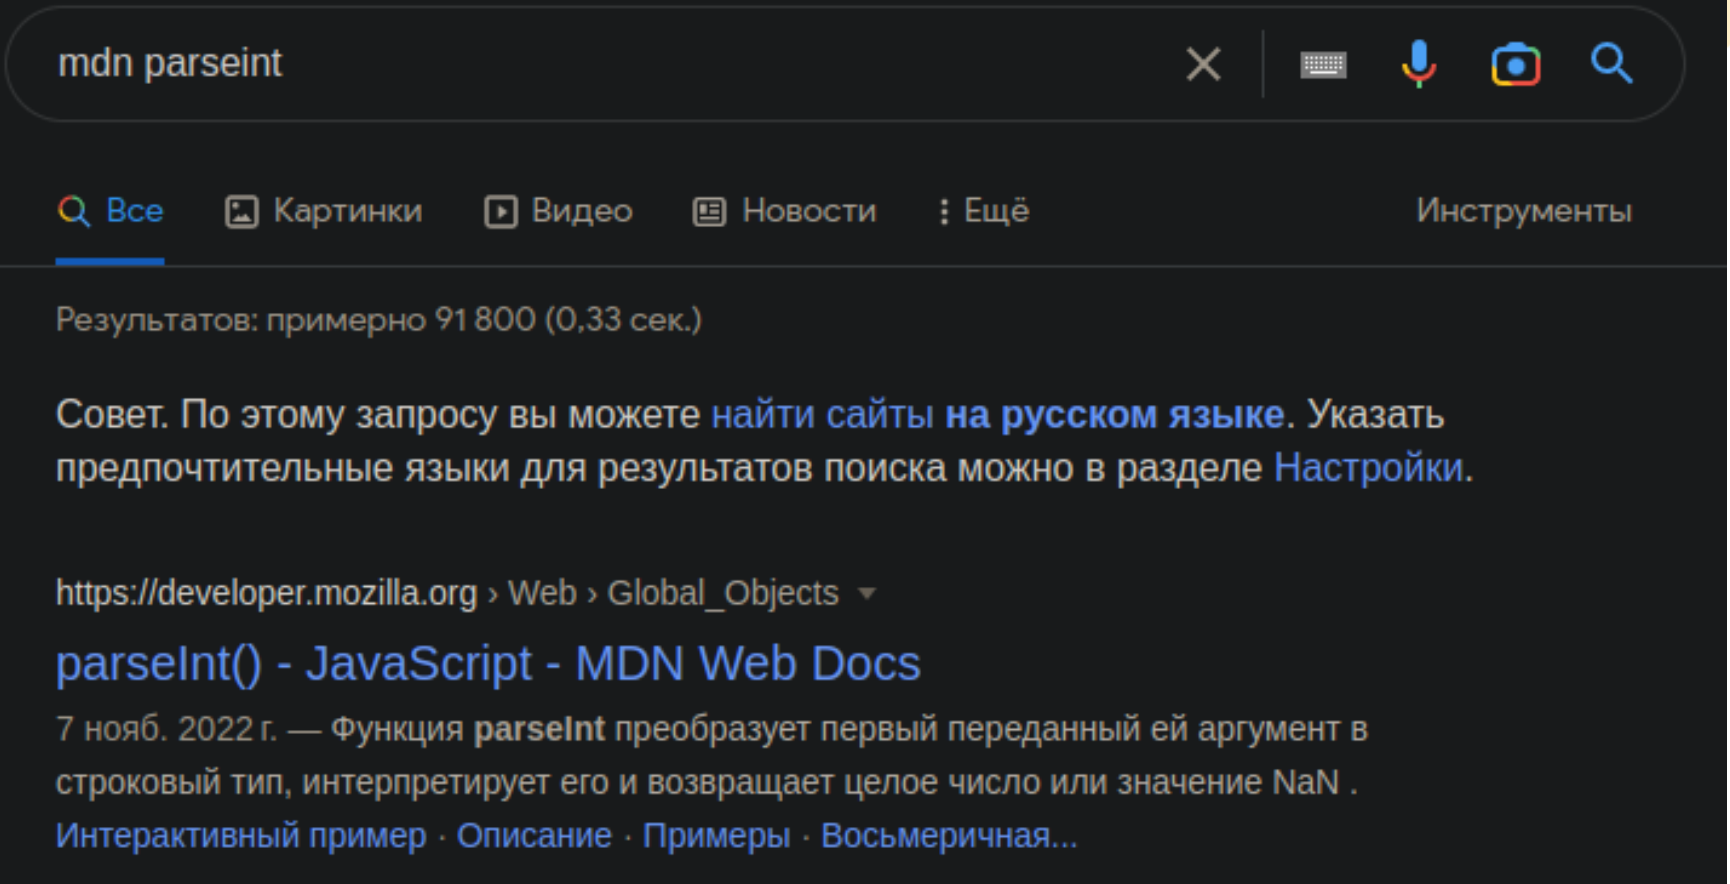 mdn parseint
Все Картинки Видео Новости Ещё Инструменты
Результатов: примерно 91 800 (0,33 сек.)
Совет. По этому запросу вы можете найти сайты на русском языке. Указать
предпочтительные языки для результатов поиска можно в разделе Настройки.
https://developer.mozilla.org › Web › Global_Objects
parseInt() - JavaScript - MDN Web Docs
7 нояб. 2022 г. — Функция parseInt преобразует первый переданный ей аргумент в
строковый тип, интерпретирует его и возвращает целое число или значение NaN .
Интерактивный пример · Описание · Примеры · Восьмеричная...